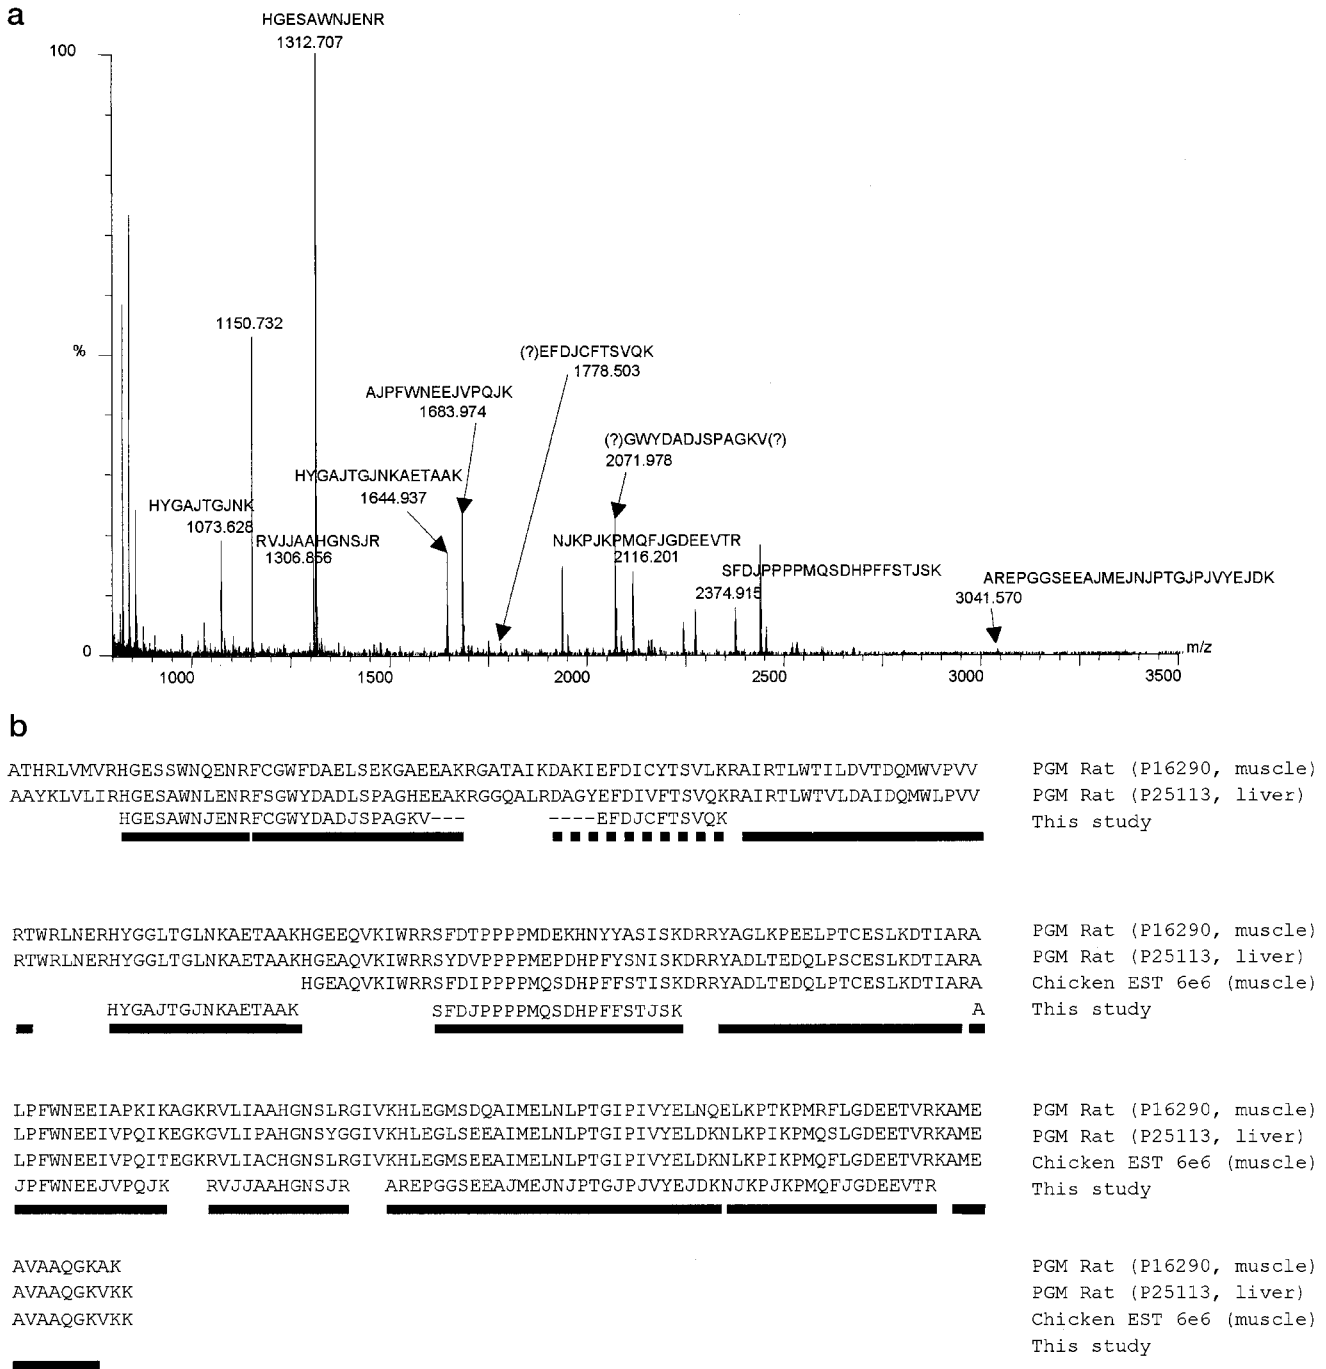 a
HGESAWNJENR
1312.707
100
1150.732
%
(?)EFDJCFTSVQK
1778.503
AJPFWNEEJVPQJK
1683.974
(?)GWYDADJSPAGKV(?)
2071.978
HYGAJTGJNKAETAAK
1644.937
HYGAJTGJNK
1073.628
RVJJAAHGNSJR
1306.856
NJKPJKPMQFJGDEEVTR
2116.201
SFDJPPPPMQSDHPFFSTJSK
2374.915
AREPGGSEEAJMEJNJPTGJPJVYEJDK
3041.570
0
m/z
1000 1500 2000 2500 3000 3500
b
ATHRLVMVRHGESSWNQENRFCGWFDAELSEKGAEEAKRGATAIKDAKIEFDICYTSVLKRAIRTLWTILDVTDQMWVPVV PGM Rat (P16290, muscle)
AAYKLVLIRHGESAWNLENRFSGWYDADLSPAGHEEAKRGGQALRDAGYEFDIVFTSVQKRAIRTLWTVLDAIDQMWLPVV PGM Rat (P25113, liver)
HGESAWNJENRFCGWYDADJSPAGKV--- ----EFDJCFTSVQK This study
RTWRLNERHYGGLTGLNKAETAAKHGEEQVKIWRRSFDTPPPPMDEKHNYYASISKDRRYAGLKPEELPTCESLKDTIARA PGM Rat (P16290, muscle)
RTWRLNERHYGGLTGLNKAETAAKHGEAQVKIWRRSYDVPPPPMEPDHPFYSNISKDRRYADLTEDQLPSCESLKDTIARA PGM Rat (P25113, liver)
HGEAQVKIWRRSFDIPPPPMQSDHPFFSTISKDRRYADLTEDQLPTCESLKDTIARA Chicken EST 6e6 (muscle)
HYGAJTGJNKAETAAK SFDJPPPPMQSDHPFFSTJSK A This study
LPFWNEEIAPKIKAGKRVLIAAHGNSLRGIVKHLEGMSDQAIMELNLPTGIPIVYELNQELKPTKPMRFLGDEETVRKAME PGM Rat (P16290, muscle)
LPFWNEEIVPQIKEGKGVLIPAHGNSYGGIVKHLEGLSEEAIMELNLPTGIPIVYELDKNLKPIKPMQSLGDEETVRKAME PGM Rat (P25113, liver)
LPFWNEEIVPQITEGKRVLIACHGNSLRGIVKHLEGMSEEAIMELNLPTGIPIVYELDKNLKPIKPMQFLGDEETVRKAME Chicken EST 6e6 (muscle)
JPFWNEEJVPQJK RVJJAAHGNSJR AREPGGSEEAJMEJNJPTGJPJVYEJDKNJKPJKPMQFJGDEEVTR This study
AVAAQGKAK PGM Rat (P16290, muscle)
AVAAQGKVKK PGM Rat (P25113, liver)
AVAAQGKVKK Chicken EST 6e6 (muscle)
This study